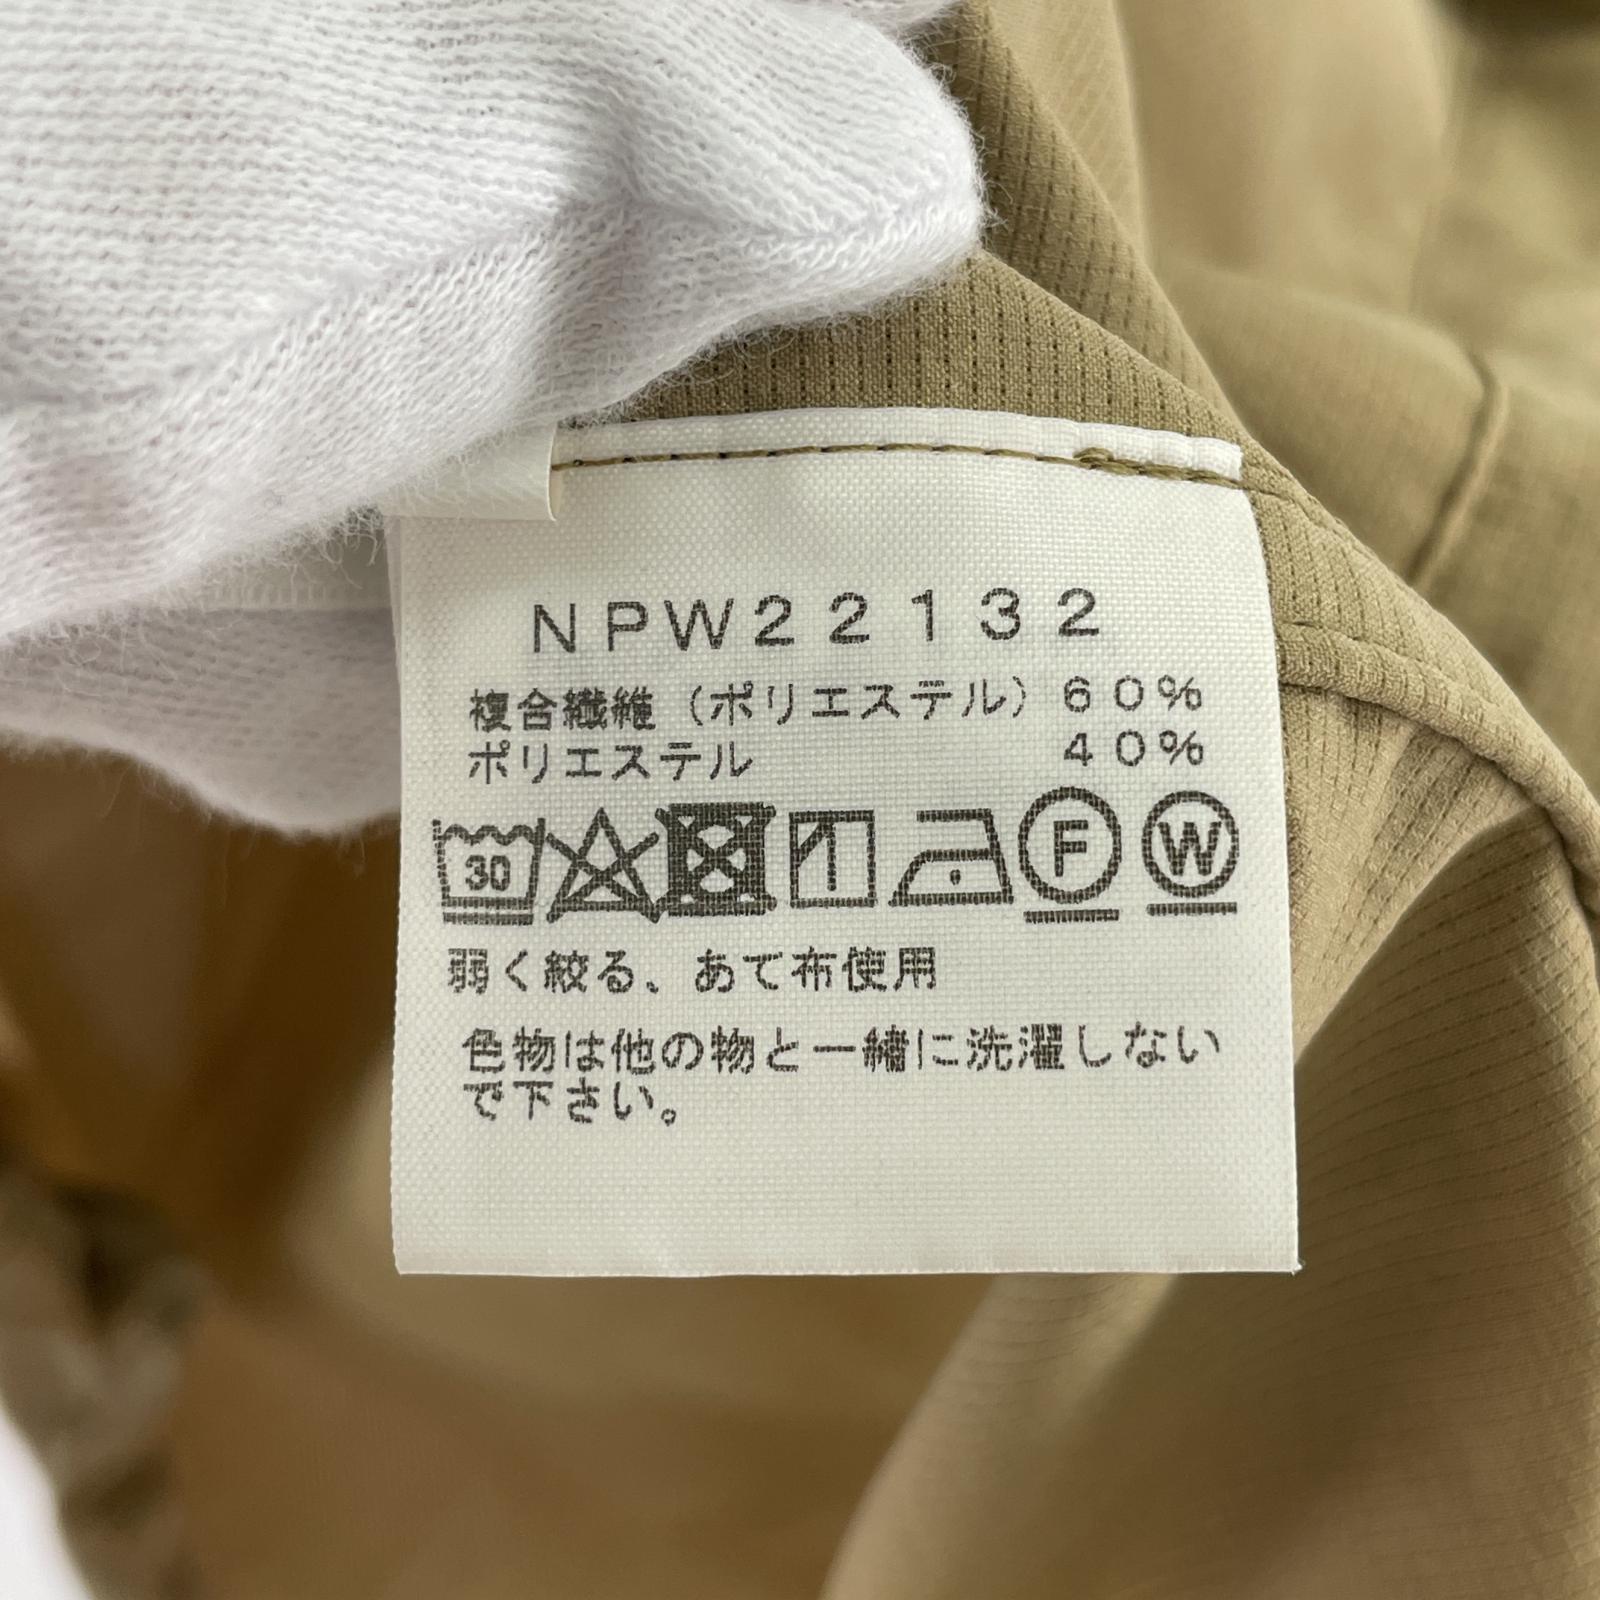 NPW22132
複合繊維（ポリエステル）60%
ポリエステル 40%
30 F W
弱く絞る、あて布使用
色物は他の物と一緒に洗濯しない
で下さい。